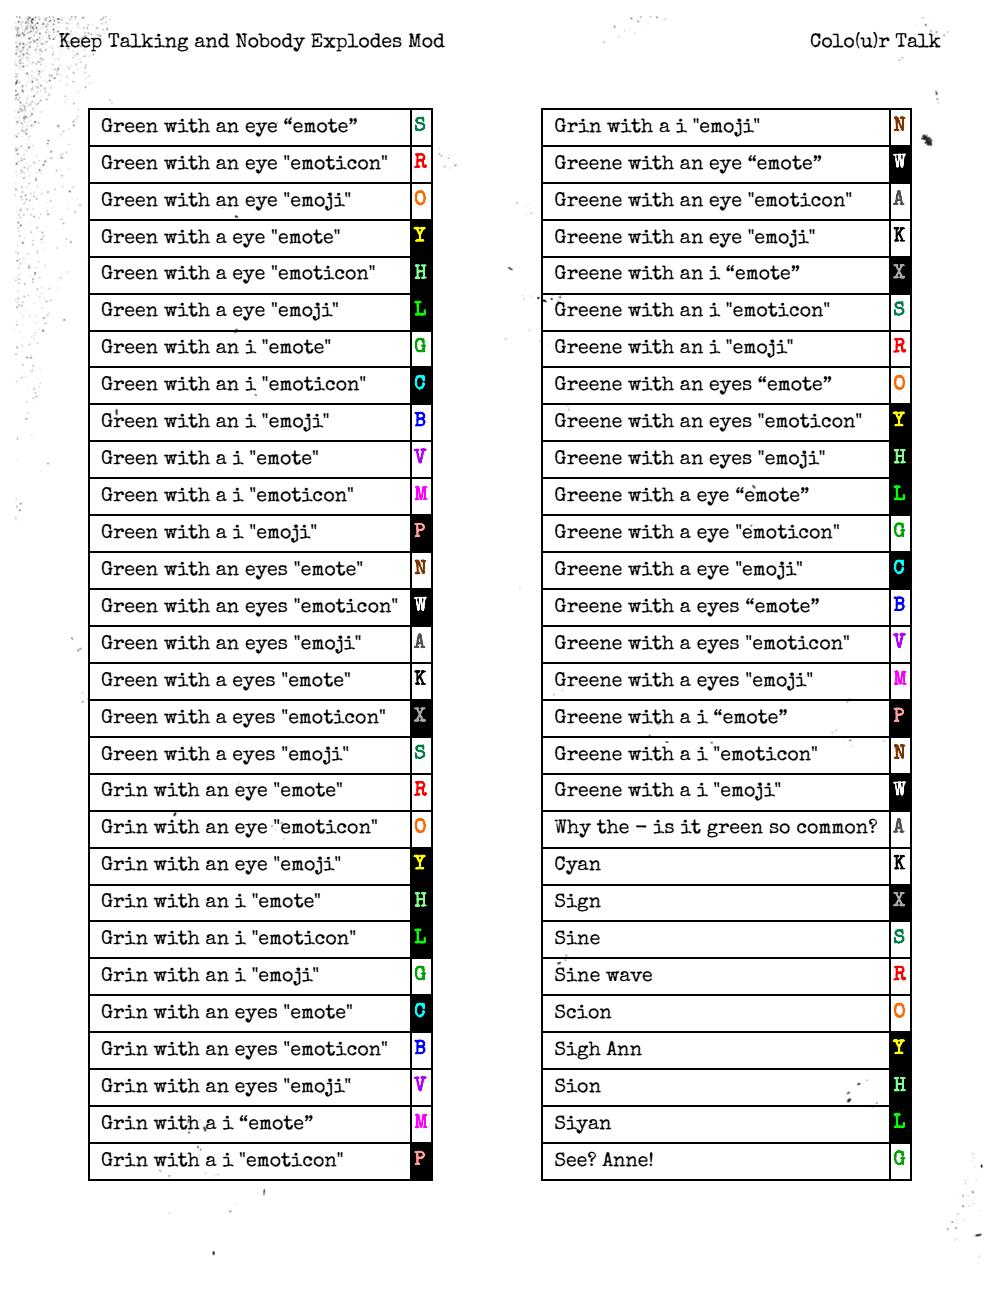 Keep Talking and Nobody Explodes Mod
Colo(u)r Talk
Green with an eye “emote” S
Green with an eye "emoticon" R
Green with an eye "emoji" O
Green with a eye "emote" Y
Green with a eye "emoticon" H
Green with a eye "emoji" L
Green with an i "emote" G
Green with an i "emoticon" C
Green with an i "emoji" B
Green with a i "emote" V
Green with a i "emoticon" M
Green with a i "emoji" P
Green with an eyes "emote" N
Green with an eyes "emoticon" W
Green with an eyes "emoji" A
Green with a eyes "emote" K
Green with a eyes "emoticon" X
Green with a eyes "emoji" S
Grin with an eye "emote" R
Grin with an eye "emoticon" O
Grin with an eye "emoji" Y
Grin with an i "emote" H
Grin with an i "emoticon" L
Grin with an i "emoji" G
Grin with an eyes "emote" C
Grin with an eyes "emoticon" B
Grin with an eyes "emoji" V
Grin with a i “emote” M
Grin with a i "emoticon" P
Grin with a i "emoji" N
Greene with an eye “emote” W
Greene with an eye "emoticon" A
Greene with an eye "emoji" K
Greene with an i “emote” X
Greene with an i "emoticon" S
Greene with an i "emoji" R
Greene with an eyes “emote” O
Greene with an eyes "emoticon" Y
Greene with an eyes "emoji" H
Greene with a eye “emote” L
Greene with a eye "emoticon" G
Greene with a eye "emoji" C
Greene with a eyes “emote” B
Greene with a eyes "emoticon" V
Greene with a eyes "emoji" M
Greene with a i “emote” P
Greene with a i "emoticon" N
Greene with a i "emoji" W
Why the – is it green so common? A
Cyan K
Sign X
Sine S
Sine wave R
Scion O
Sigh Ann Y
Sion H
Siyan L
See? Anne! G